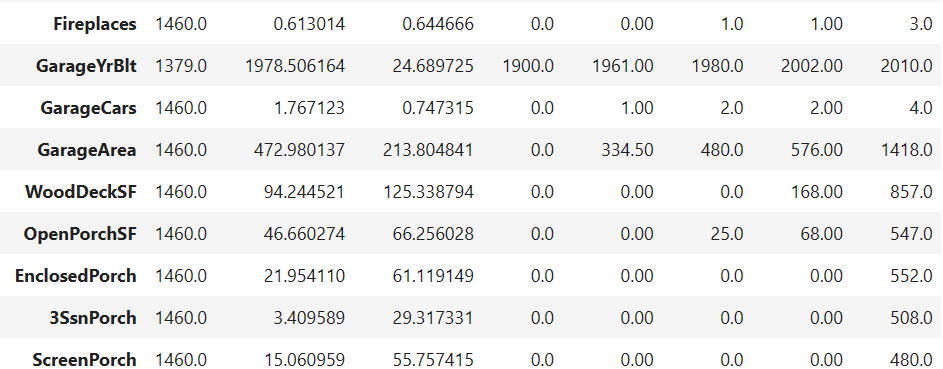 Fireplaces 1460.0 0.613014 0.644666 0.0 0.00 1.0 1.00 3.0
GarageYrBlt 1379.0 1978.506164 24.689725 1900.0 1961.00 1980.0 2002.00 2010.0
GarageCars 1460.0 1.767123 0.747315 0.0 1.00 2.0 2.00 4.0
GarageArea 1460.0 472.980137 213.804841 0.0 334.50 480.0 576.00 1418.0
WoodDeckSF 1460.0 94.244521 125.338794 0.0 0.00 0.0 168.00 857.0
OpenPorchSF 1460.0 46.660274 66.256028 0.0 0.00 25.0 68.00 547.0
EnclosedPorch 1460.0 21.954110 61.119149 0.0 0.00 0.0 0.00 552.0
3SsnPorch 1460.0 3.409589 29.317331 0.0 0.00 0.0 0.00 508.0
ScreenPorch 1460.0 15.060959 55.757415 0.0 0.00 0.0 0.00 480.0